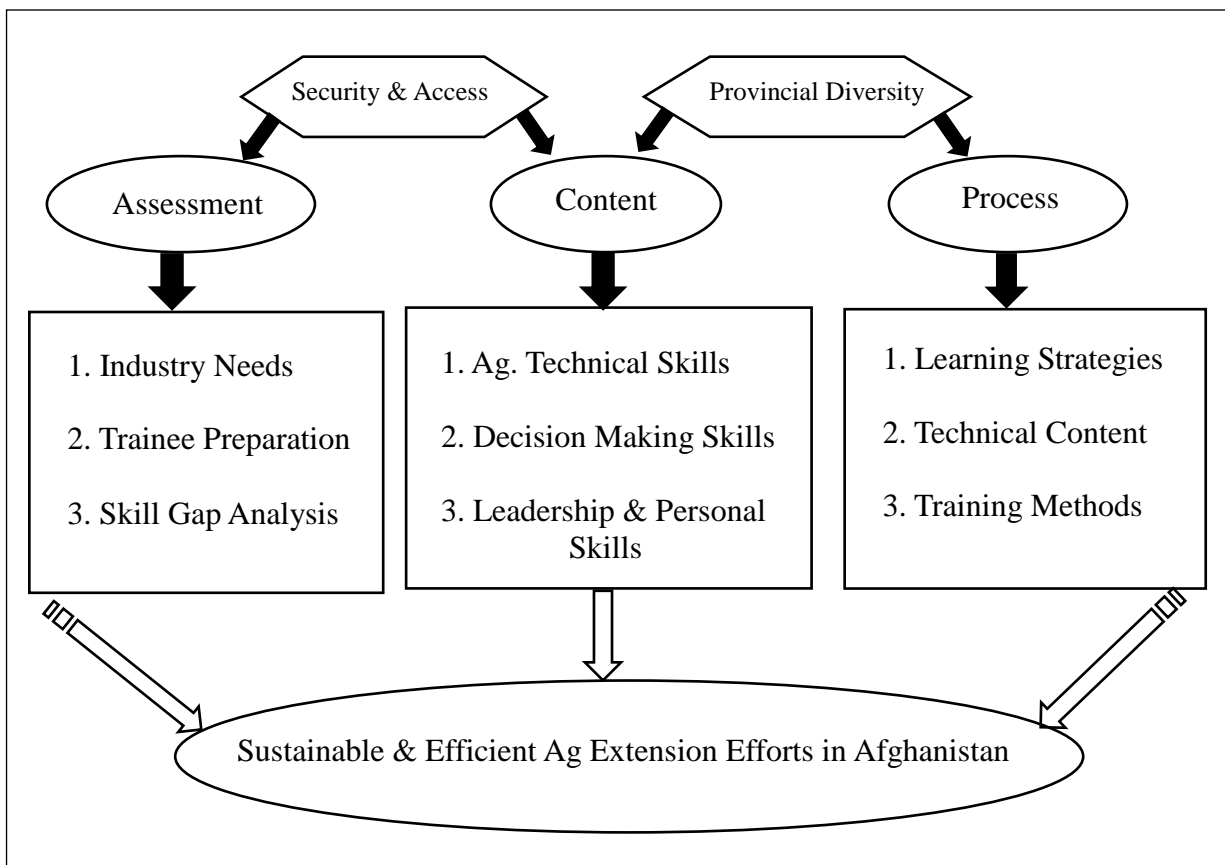 Security & Access
Provincial Diversity
Assessment
Content
Process
1. Industry Needs
2. Trainee Preparation
3. Skill Gap Analysis
1. Ag. Technical Skills
2. Decision Making Skills
3. Leadership & Personal
Skills
1. Learning Strategies
2. Technical Content
3. Training Methods
Sustainable & Efficient Ag Extension Efforts in Afghanistan